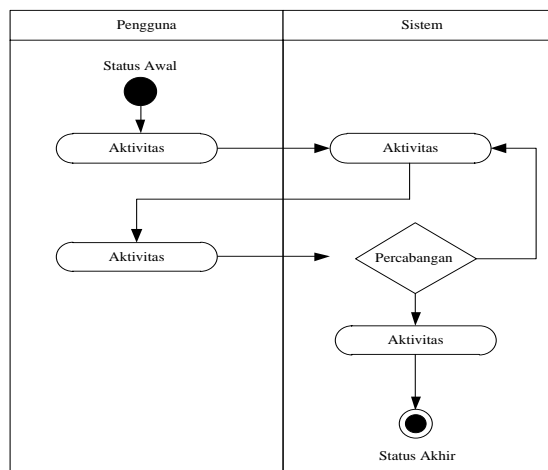 Pengguna
Sistem
Status Awal
Aktivitas
Aktivitas
Aktivitas
Percabangan
Aktivitas
Status Akhir